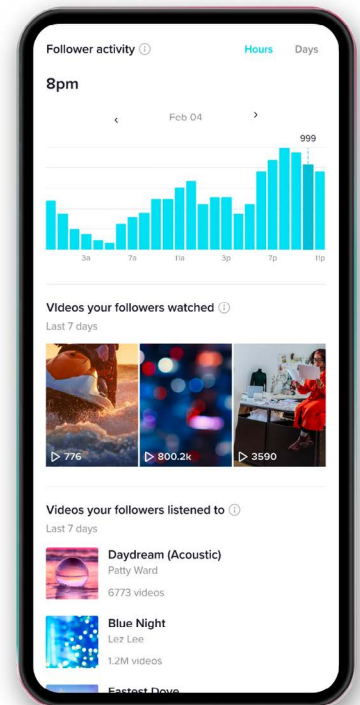 Follower activity
Hours Days
8pm
Feb 04
999
3a 7a 11a 3p 7p 11p
VIdeos your followers watched
Last 7 days
776 800.2k 3590
Videos your followers listened to
Last 7 days
Daydream (Acoustic)
Patty Ward
6773 videos
Blue Night
Lez Lee
1.2M videos
Fastest Dove